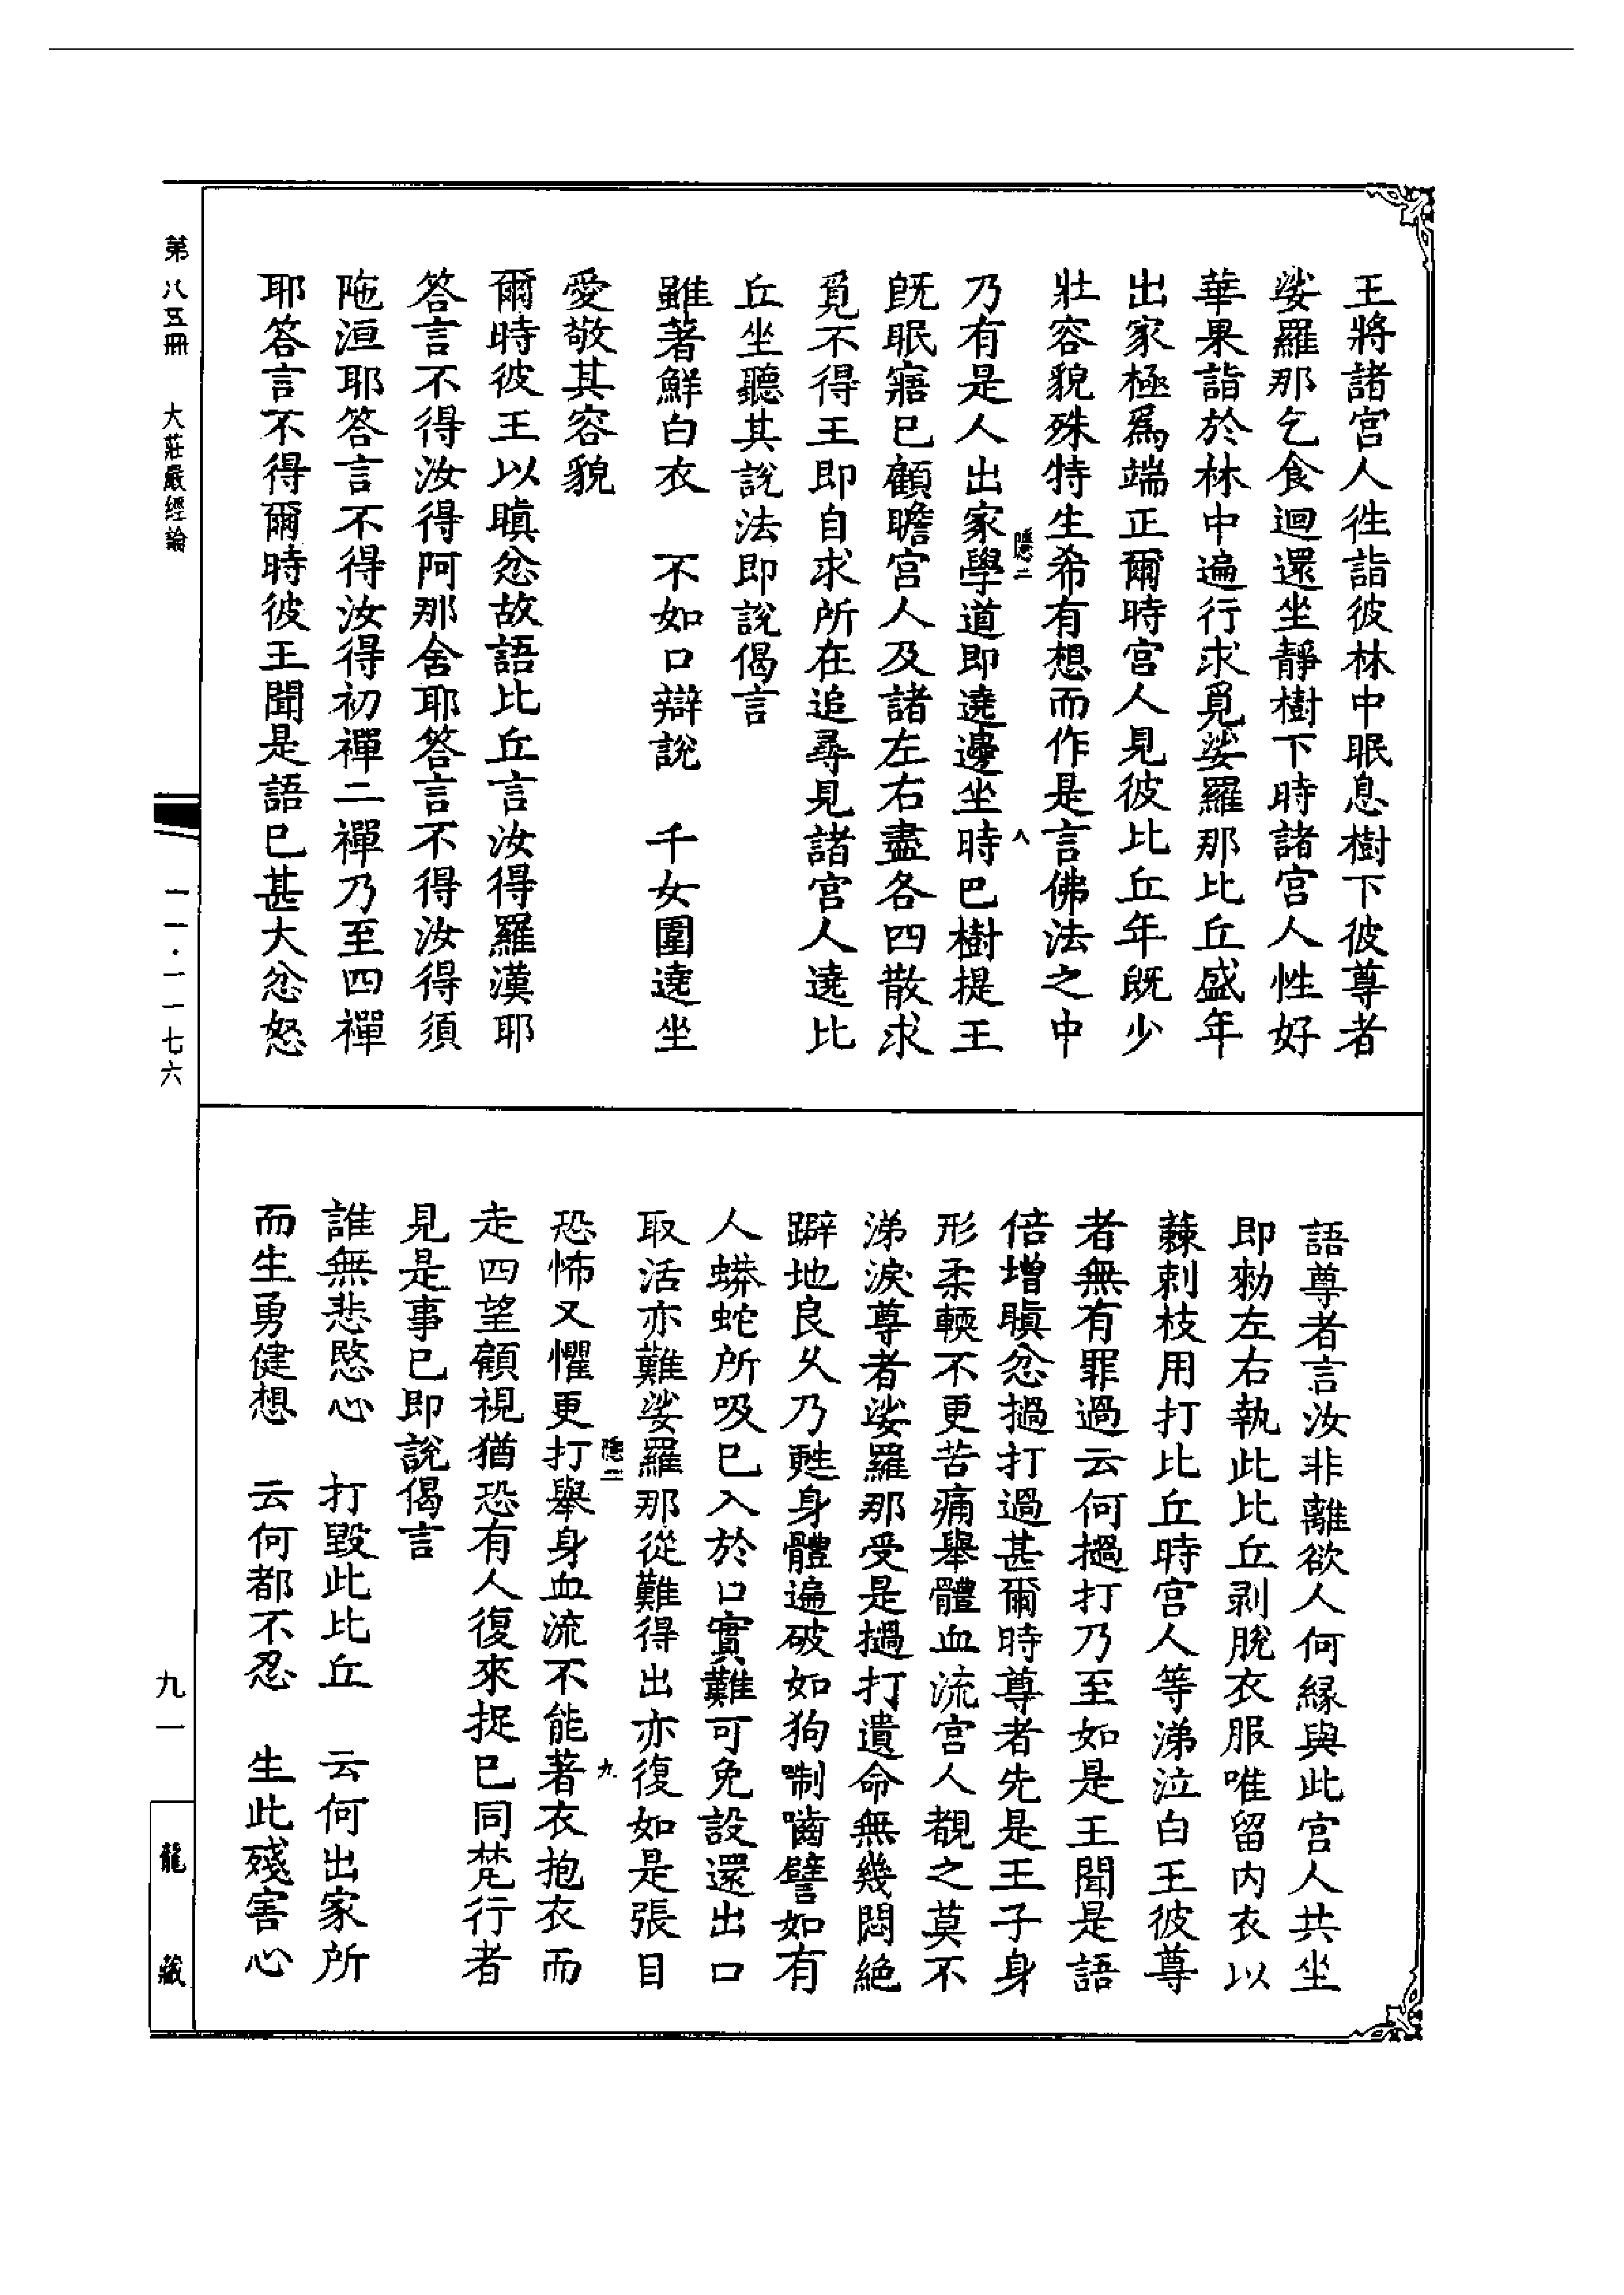 王將諸宮人徃詣彼林中眠息樹下彼尊者
娑羅那乞食迴還坐靜樹下時諸宮人性好
華果詣於林中遍行求覓娑羅那比丘盛年
出家極爲端正爾時宮人見彼比丘年既少
壯容貌殊特生希有想而作是言佛法之中
隱二
八
乃有是人出家學道即遶邊坐時巴樹提王
既眠寤已顧瞻宮人及諸左右盡各四散求
覓不得王即自求所在追尋見諸宮人遶比
丘坐聽其説法即説偈言
雖著鮮白衣　不如口辯説　千女圍遶坐
愛敬其容貌
爾時彼王以瞋忿故語比丘言汝得羅漢耶
答言不得汝得阿那含耶答言不得汝得須
陁洹耶答言不得汝得初禪二禪乃至四禪
耶答言不得爾時彼王聞是語已甚大忿怒
語尊者言汝非離欲人何緣與此宮人共坐
即勑左右執此比丘剥脫衣服唯留内衣以
蕀刺枝用打比丘時宮人等涕泣白王彼尊
者無有罪過云何撾打乃至如是王聞是語
倍增瞋忿撾打過甚爾時尊者先是王子身
形柔輭不更苦痛舉體血流宮人覩之莫不
涕淚尊者娑羅那受是撾打遺命無幾悶絶
躃地良久乃甦身體遍破如狗嚙齧譬如有
人蟒蛇所吸已入於口實難可免設還出口
取活亦難娑羅那從難得出亦復如是張目
隱二
九
恐怖又懼更打舉身血流不能著衣抱衣而
走四望顧視猶恐有人復來捉已同梵行者
見是事已即説偈言
誰無悲愍心　打毀此比丘　云何出家所
而生勇健想　云何都不忍　生此殘害心
第八五冊　大莊嚴經論
一一·一一七六
九一
龍藏